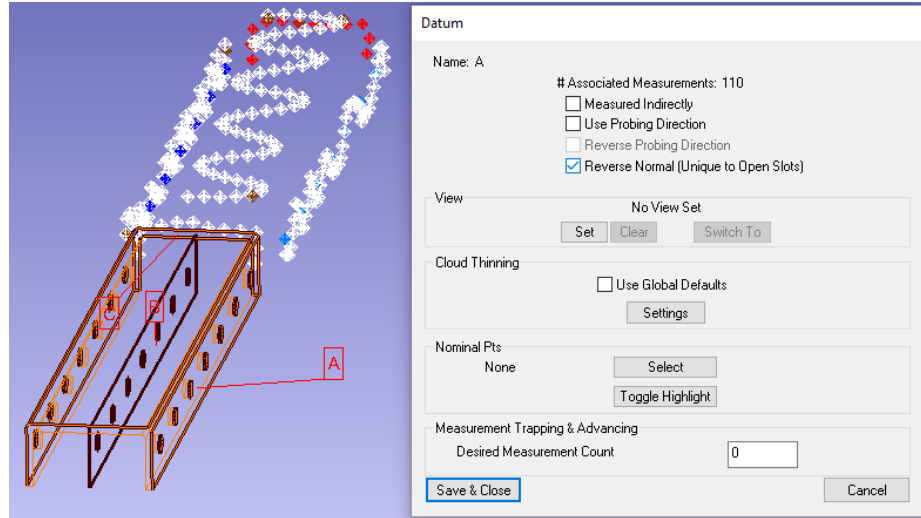 C
B
A
Datum
Name: A
# Associated Measurements: 110
Measured Indirectly
Use Probing Direction
Reverse Probing Direction
Reverse Normal (Unique to Open Slots)
View
No View Set
Set Clear Switch To
Cloud Thinning
Use Global Defaults
Settings
Nominal Pts
None Select
Toggle Highlight
Measurement Trapping & Advancing
Desired Measurement Count 0
Save & Close Cancel